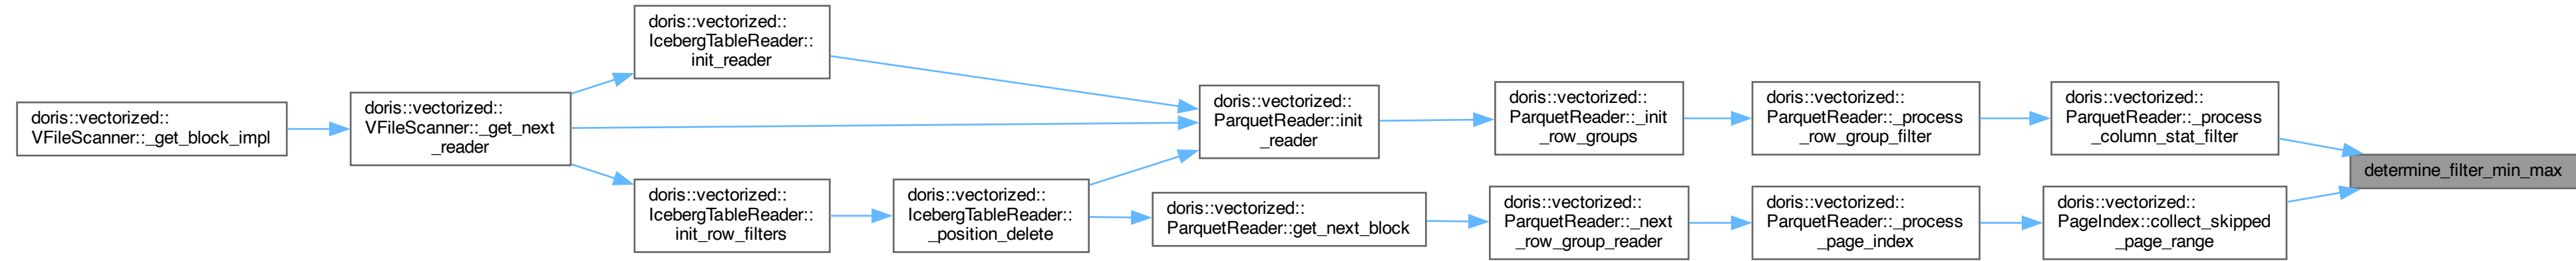 doris::vectorized::
VFileScanner::_get_block_impl
doris::vectorized::
VFileScanner::_get_next
_reader
doris::vectorized::
IcebergTableReader::
init_reader
doris::vectorized::
IcebergTableReader::
init_row_filters
doris::vectorized::
IcebergTableReader::
_position_delete
doris::vectorized::
ParquetReader::init
_reader
doris::vectorized::
ParquetReader::get_next_block
doris::vectorized::
ParquetReader::_init
_row_groups
doris::vectorized::
ParquetReader::_next
_row_group_reader
doris::vectorized::
ParquetReader::_process
_row_group_filter
doris::vectorized::
ParquetReader::_process
_page_index
doris::vectorized::
ParquetReader::_process
_column_stat_filter
doris::vectorized::
PageIndex::collect_skipped
_page_range
determine_filter_min_max